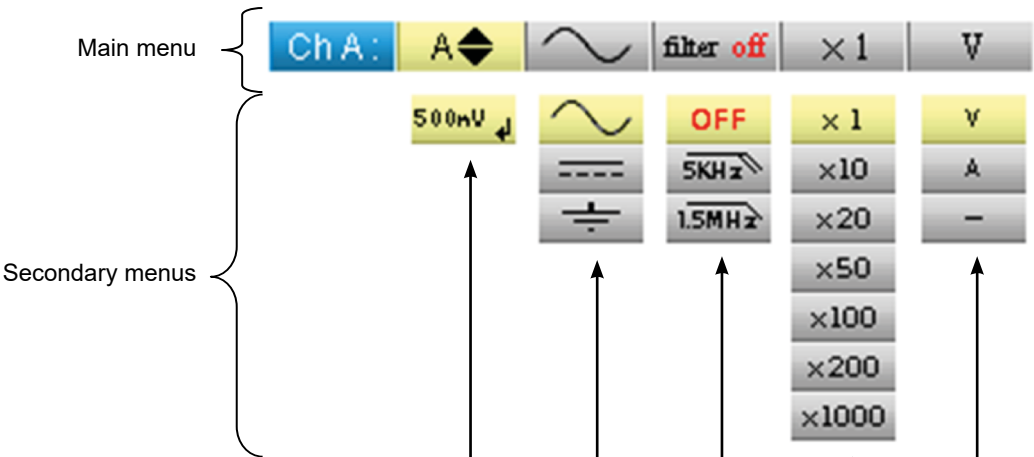 Main menu
Ch A: A filter off ×1 V
Secondary menus
500mV OFF ×1 V
5KHz ×10 A
1.5MHz ×20 –
×50
×100
×200
×1000